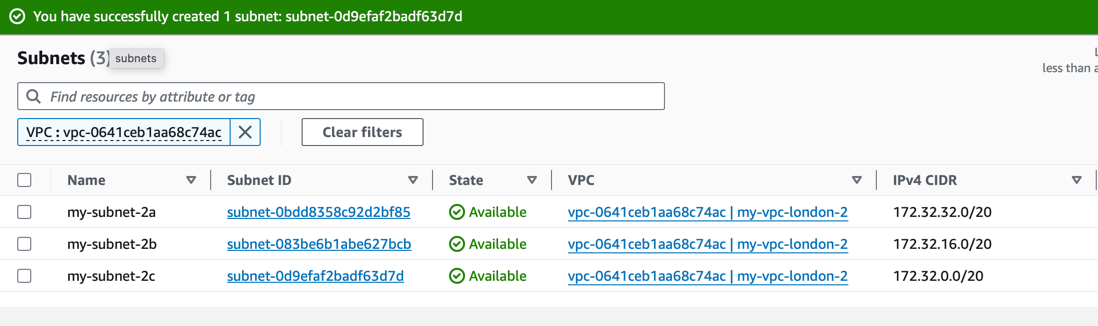 You have successfully created 1 subnet: subnet-0d9efaf2badf63d7d
Subnets (3) subnets
less than a
Find resources by attribute or tag
VPC : vpc-0641ceb1aa68c74ac Clear filters
Name Subnet ID State VPC IPv4 CIDR
my-subnet-2a subnet-0bdd8358c92d2bf85 Available vpc-0641ceb1aa68c74ac | my-vpc-london-2 172.32.32.0/20
my-subnet-2b subnet-083be6b1abe627bcb Available vpc-0641ceb1aa68c74ac | my-vpc-london-2 172.32.16.0/20
my-subnet-2c subnet-0d9efaf2badf63d7d Available vpc-0641ceb1aa68c74ac | my-vpc-london-2 172.32.0.0/20